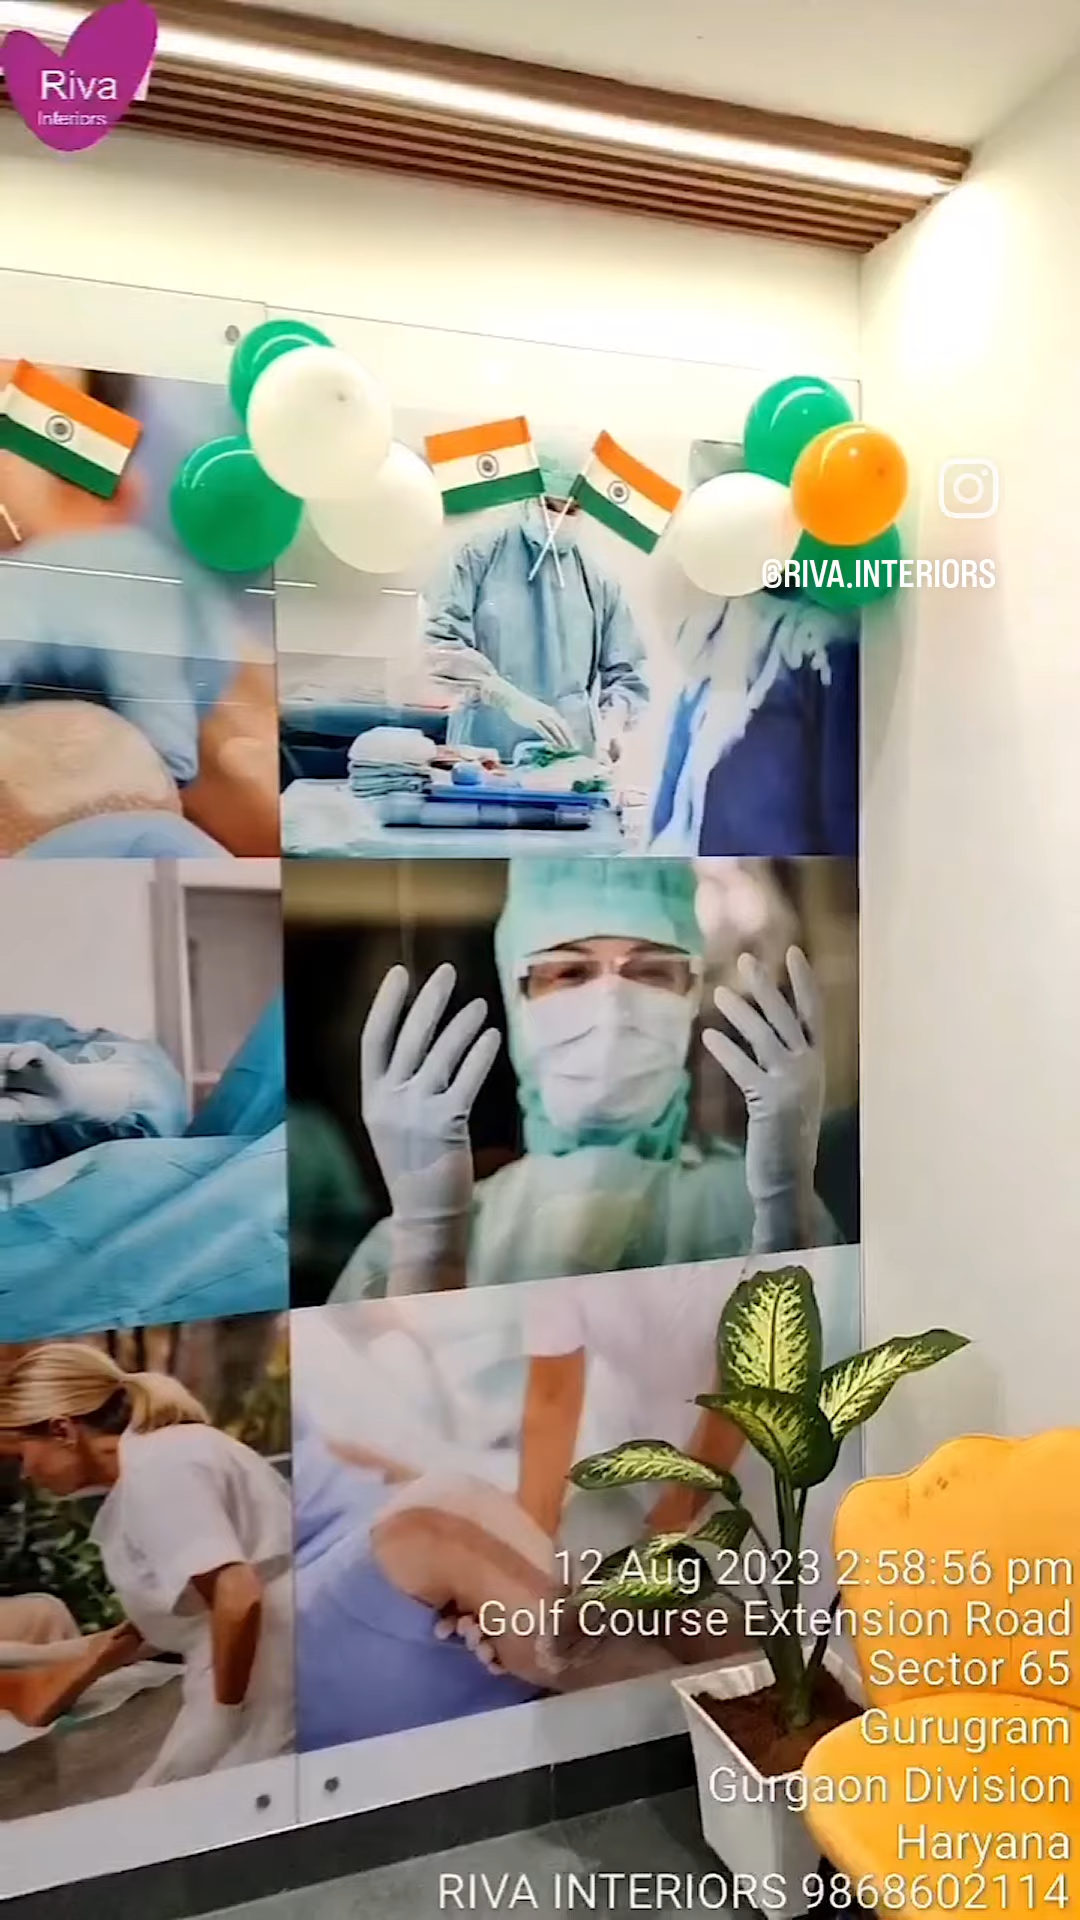 Riva
Interiors
@RIVA.INTERIORS
12 Aug 2023 2:58:56 pm
Golf Course Extension Road
Sector 65
Gurugram
Gurgaon Division
Haryana
RIVA INTERIORS 9868602114